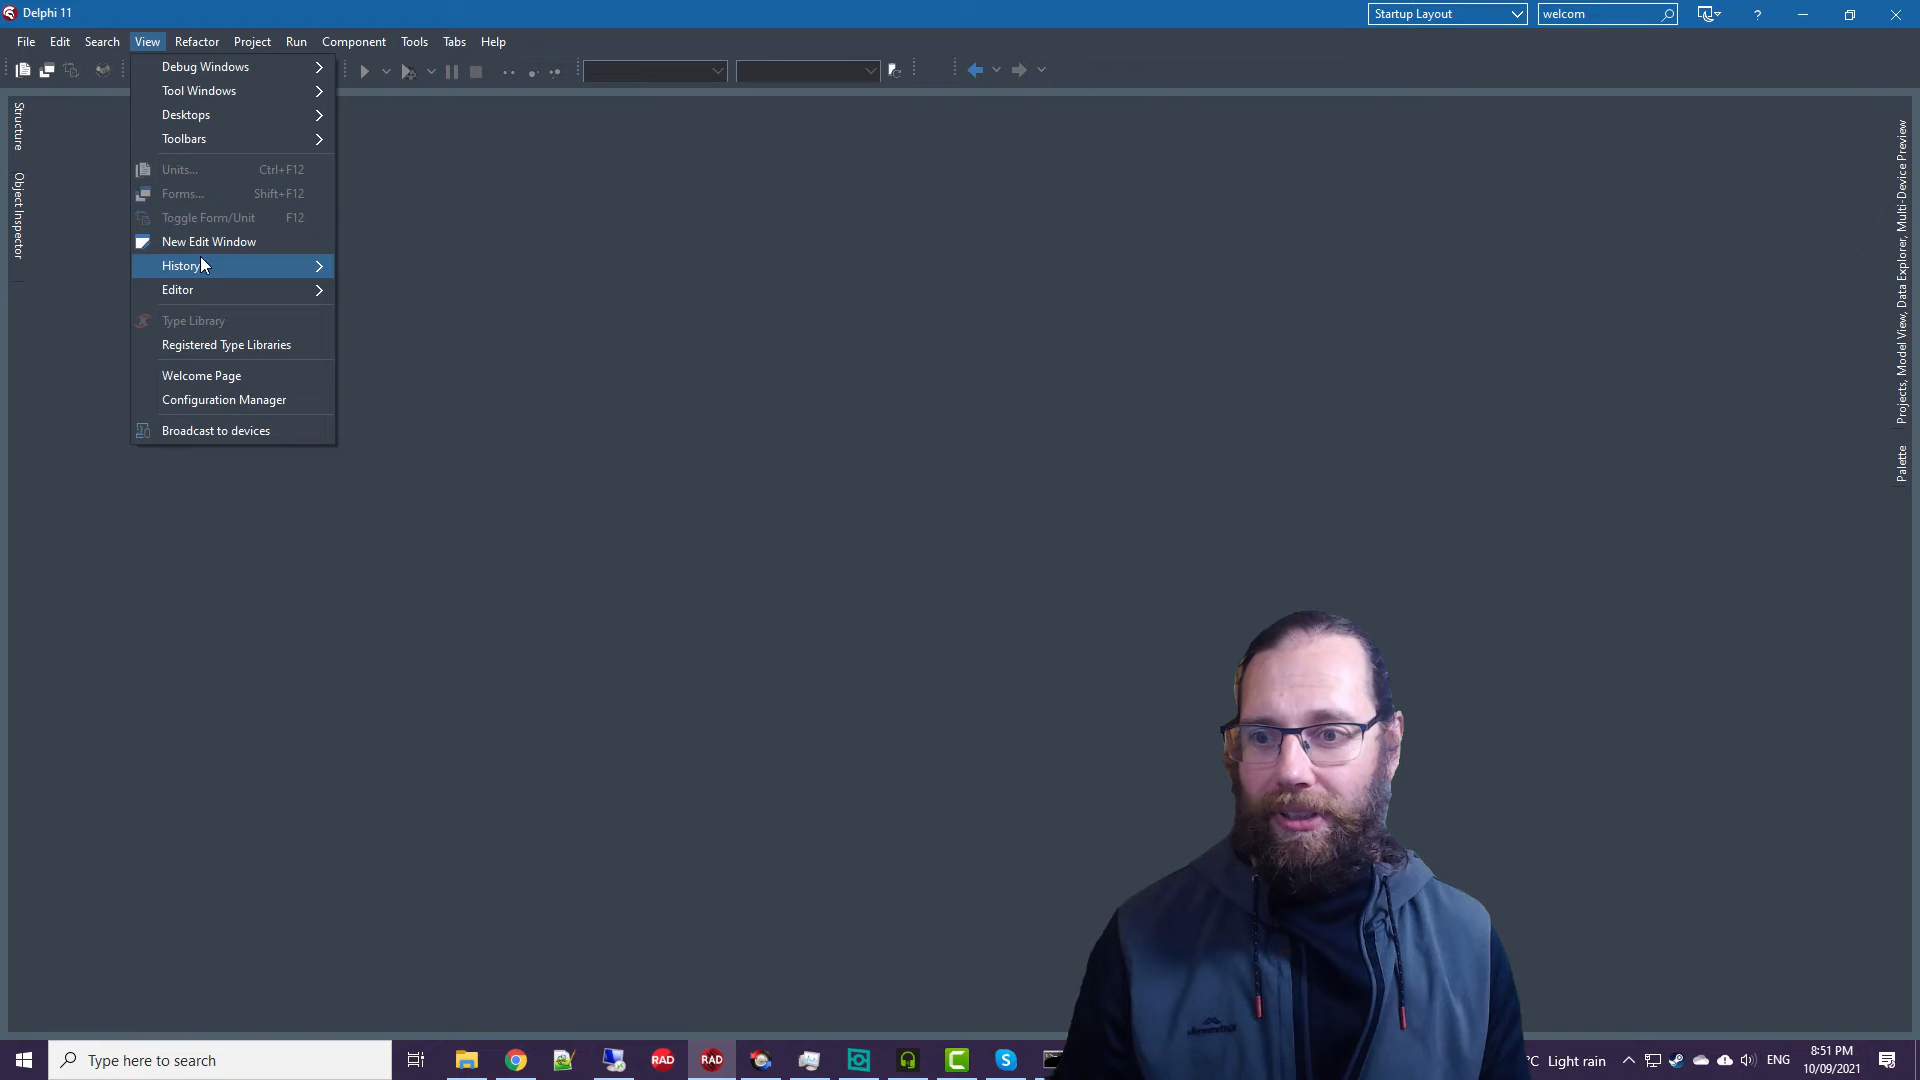 Delphi 11
Startup Layout
welcom
?
File Edit Search View Refactor Project Run Component Tools Tabs Help
Debug Windows
Tool Windows
Desktops
Toolbars
Units... Ctrl+F12
Forms... Shift+F12
Toggle Form/Unit F12
New Edit Window
History
Editor
Type Library
Registered Type Libraries
Welcome Page
Configuration Manager
Broadcast to devices
Structure
Object Inspector
Projects, Model View, Data Explorer, Multi-Device Preview
Palette
Type here to search
RAD
RAD
°C Light rain
ENG
8:51 PM
10/09/2021